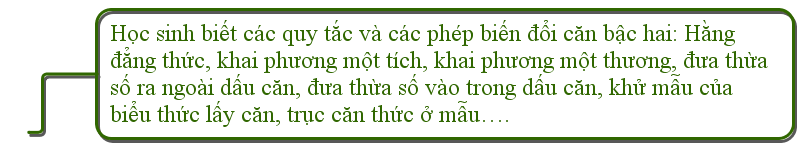 Học sinh biết các quy tắc và các phép biến đổi căn bậc hai: Hằng
đẳng thức, khai phương một tích, khai phương một thương, đưa thừa
số ra ngoài dấu căn, đưa thừa số vào trong dấu căn, khử mẫu của
biểu thức lấy căn, trục căn thức ở mẫu….